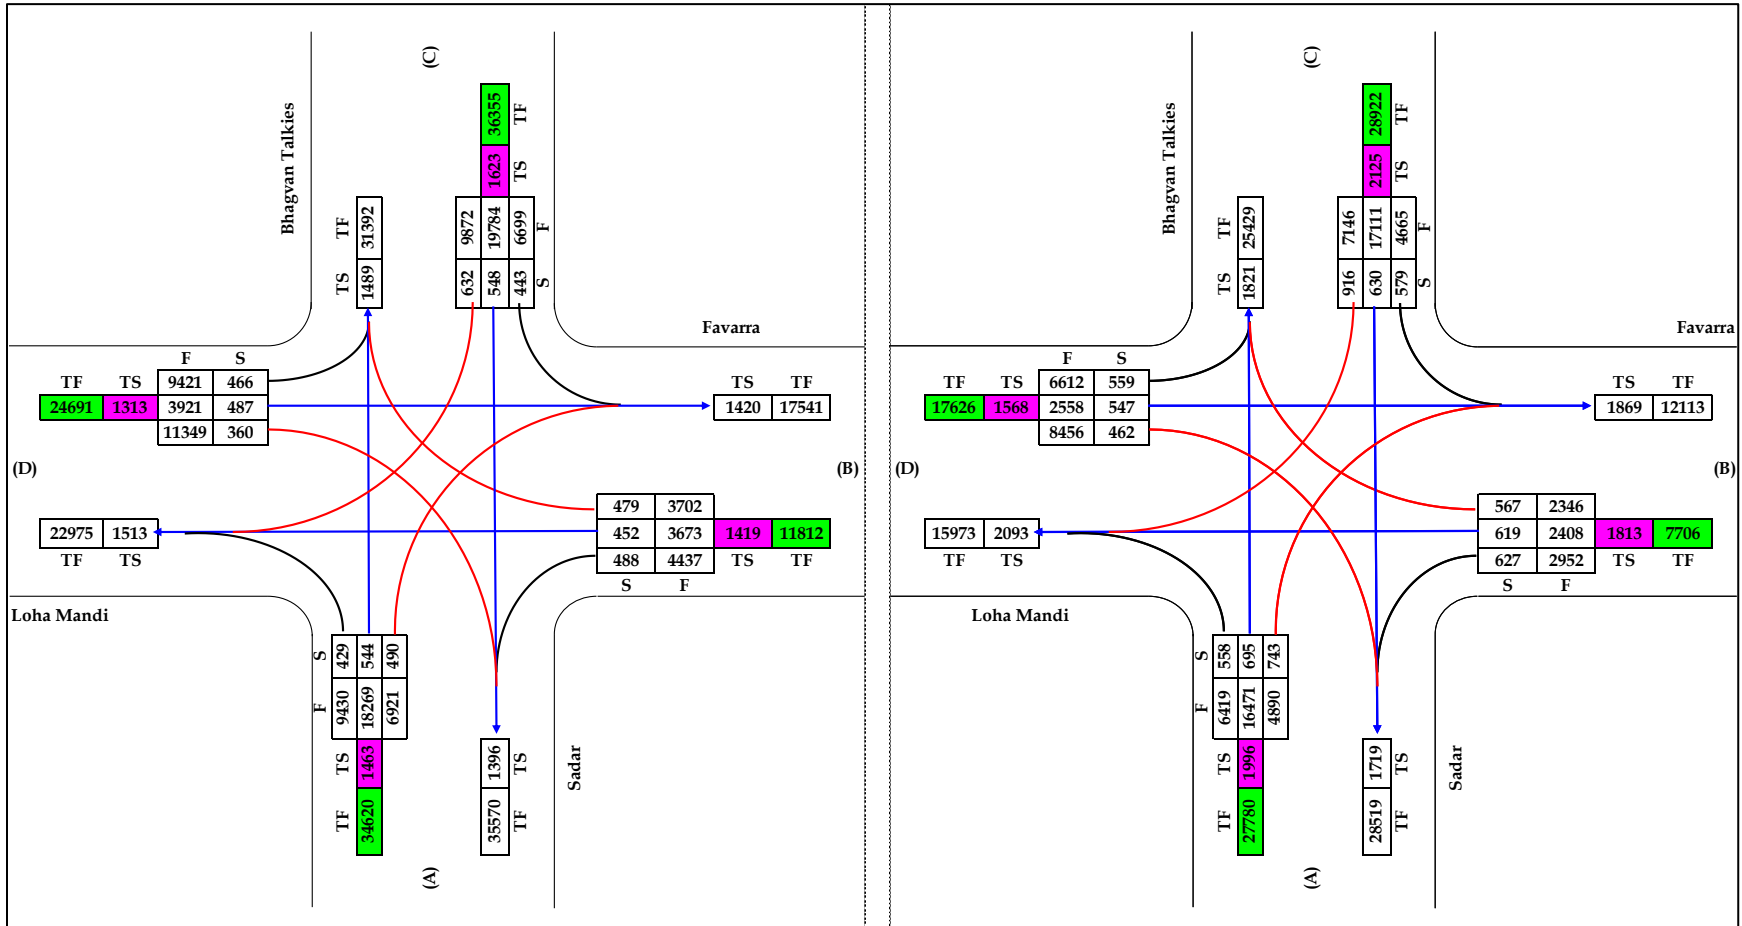 (C)
Bhagvan Talkies
36355 TF
1623 TS
TF 31392
TS 1489
9872 19784 6699 F
632 548 443 S
Favarra
F S
TF TS 9421 466
24691 1313 3921 487
11349 360
TS TF
1420 17541
(D)
(B)
479 3702
22975 1513
452 3673 1419 11812
TF TS
488 4437 TS TF
S F
Loha Mandi
S 429 544 490
F 9430 18269 6921
TS 1463
TF 34620
1396 TS
35570 TF
Sadar
(A)
(C)
Bhagvan Talkies
28922 TF
2125 TS
TF 25429
TS 1821
7146 17111 4665 F
916 630 579 S
Favarra
F S
TF TS 6612 559
17626 1568 2558 547
8456 462
TS TF
1869 12113
(D)
(B)
567 2346
15973 2093
619 2408 1813 7706
TF TS
627 2952 TS TF
S F
Loha Mandi
S 558 695 743
F 6419 16471 4890
TS 1996
TF 27780
1719 TS
28519 TF
Sadar
(A)